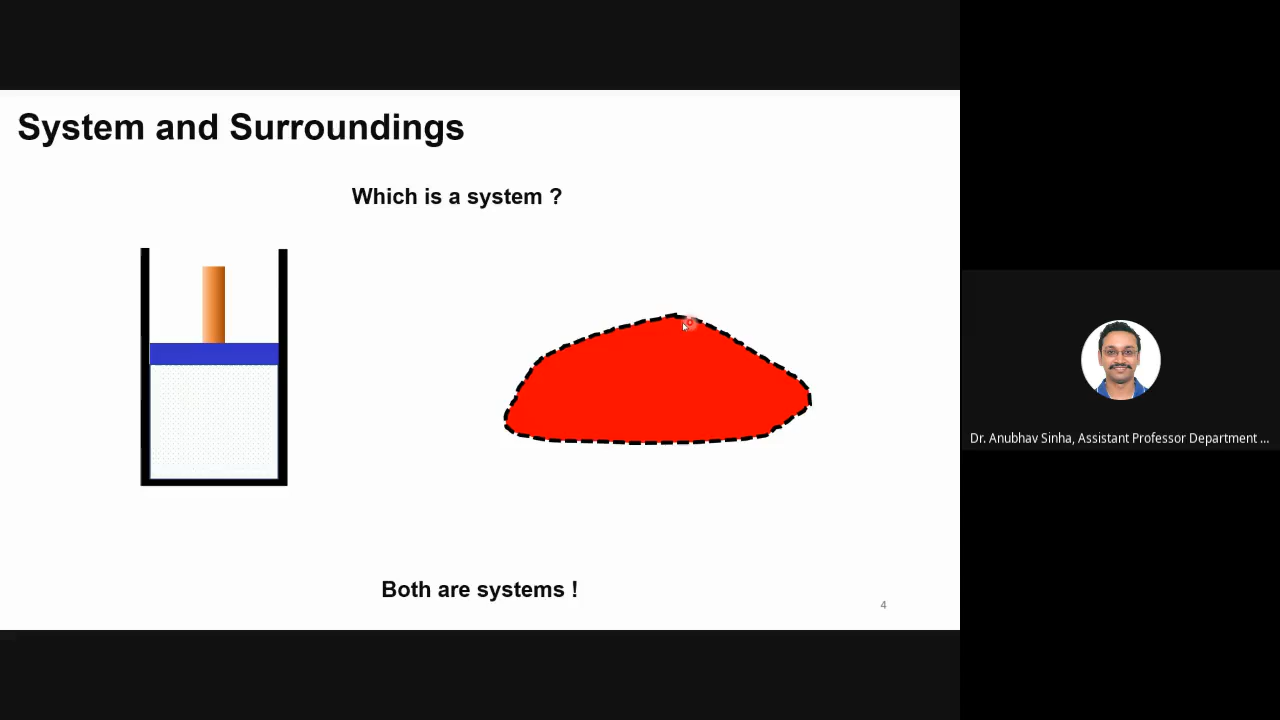 System and Surroundings
Which is a system ?
Both are systems !
4
Dr. Anubhav Sinha, Assistant Professor Department ...